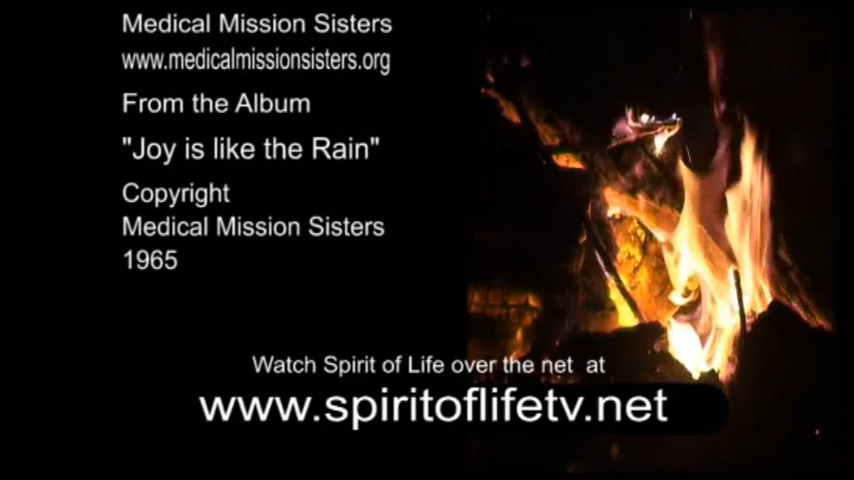 Medical Mission Sisters
www.medicalmissionsisters.org
From the Album
"Joy is like the Rain"
Copyright
Medical Mission Sisters
1965
Watch Spirit of Life over the net at
www.spiritoflifetv.net